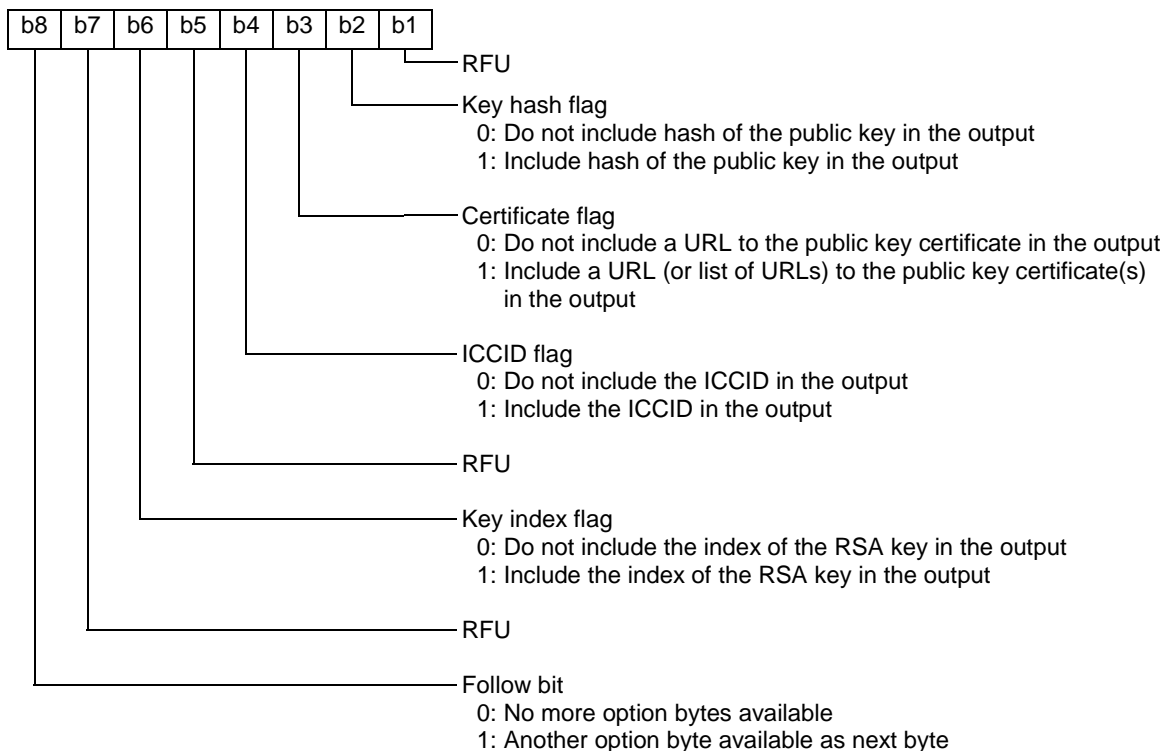 b8 b7 b6 b5 b4 b3 b2 b1
RFU
Key hash flag
0: Do not include hash of the public key in the output
1: Include hash of the public key in the output
Certificate flag
0: Do not include a URL to the public key certificate in the output
1: Include a URL (or list of URLs) to the public key certificate(s)
in the output
ICCID flag
0: Do not include the ICCID in the output
1: Include the ICCID in the output
RFU
Key index flag
0: Do not include the index of the RSA key in the output
1: Include the index of the RSA key in the output
RFU
Follow bit
0: No more option bytes available
1: Another option byte available as next byte